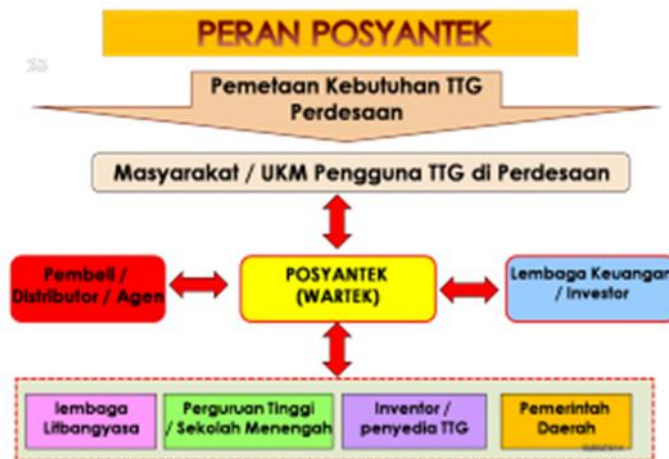 PERAN POSYANTEK
Pemetaan Kebutuhan TTG
Perdesaan
Masyarakat / UKM Pengguna TTG di Perdesaan
Pembeli /
Distributor / Agen
POSYANTEK
(WARTEK)
Lembaga Keuangan
/ Investor
lembaga
Litbangyasa
Perguruan Tinggi
/ Sekolah Menengah
Inventor /
penyedia TTG
Pemerintah
Daerah